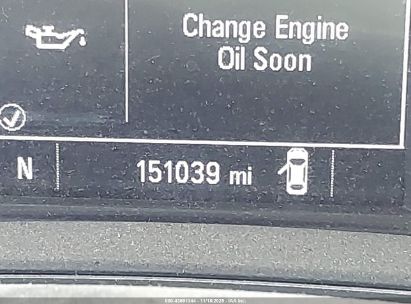 Change Engine
Oil Soon
N 151039 mi